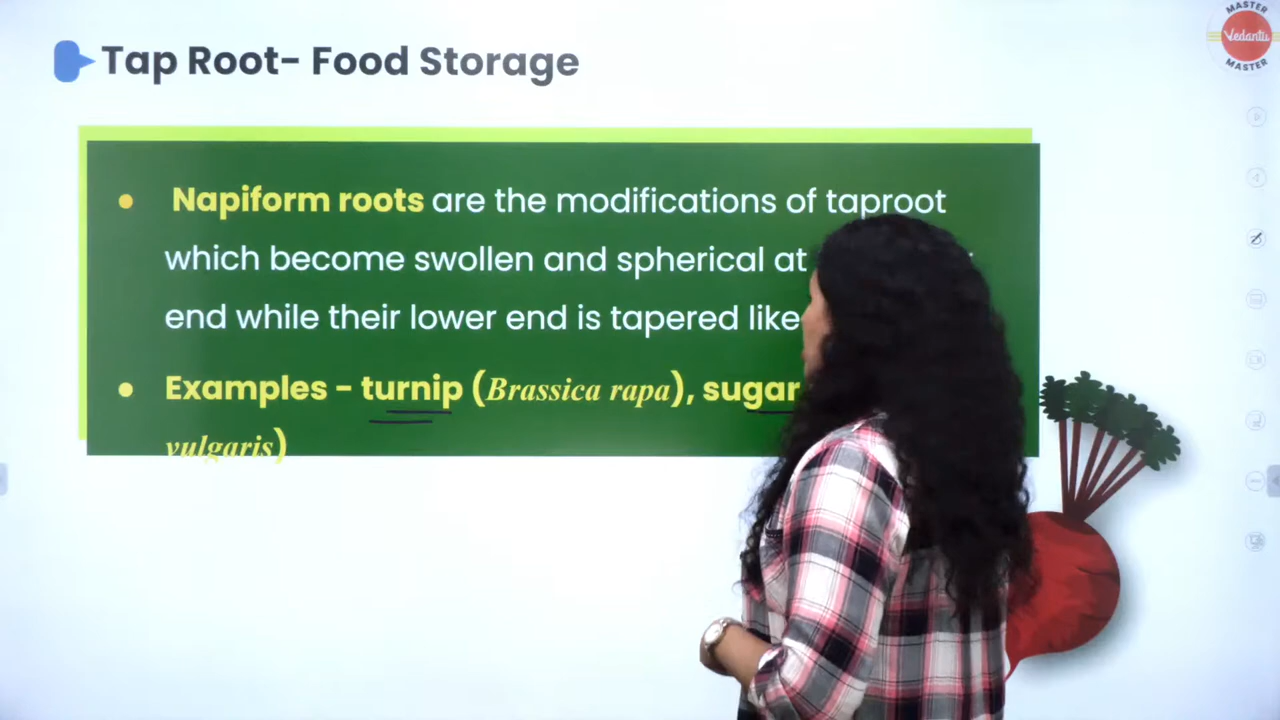 Tap Root- Food Storage
MASTER
Vedantu
MASTER
Napiform roots are the modifications of taproot
which become swollen and spherical at
end while their lower end is tapered like
Examples - turnip (Brassica rapa), sugar
vulgaris)